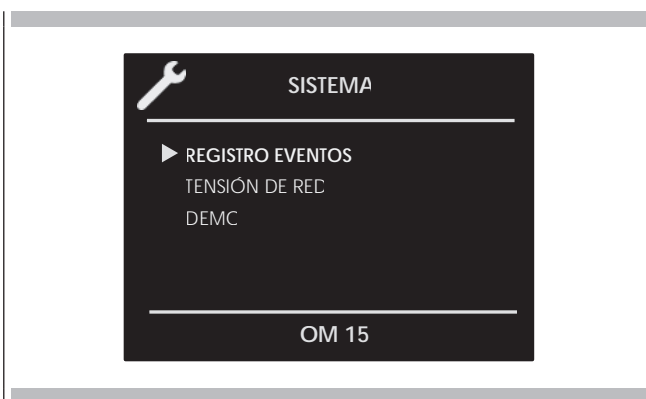 SISTEMA
REGISTRO EVENTOS
TENSIÓN DE RED
DEMO
OM 15